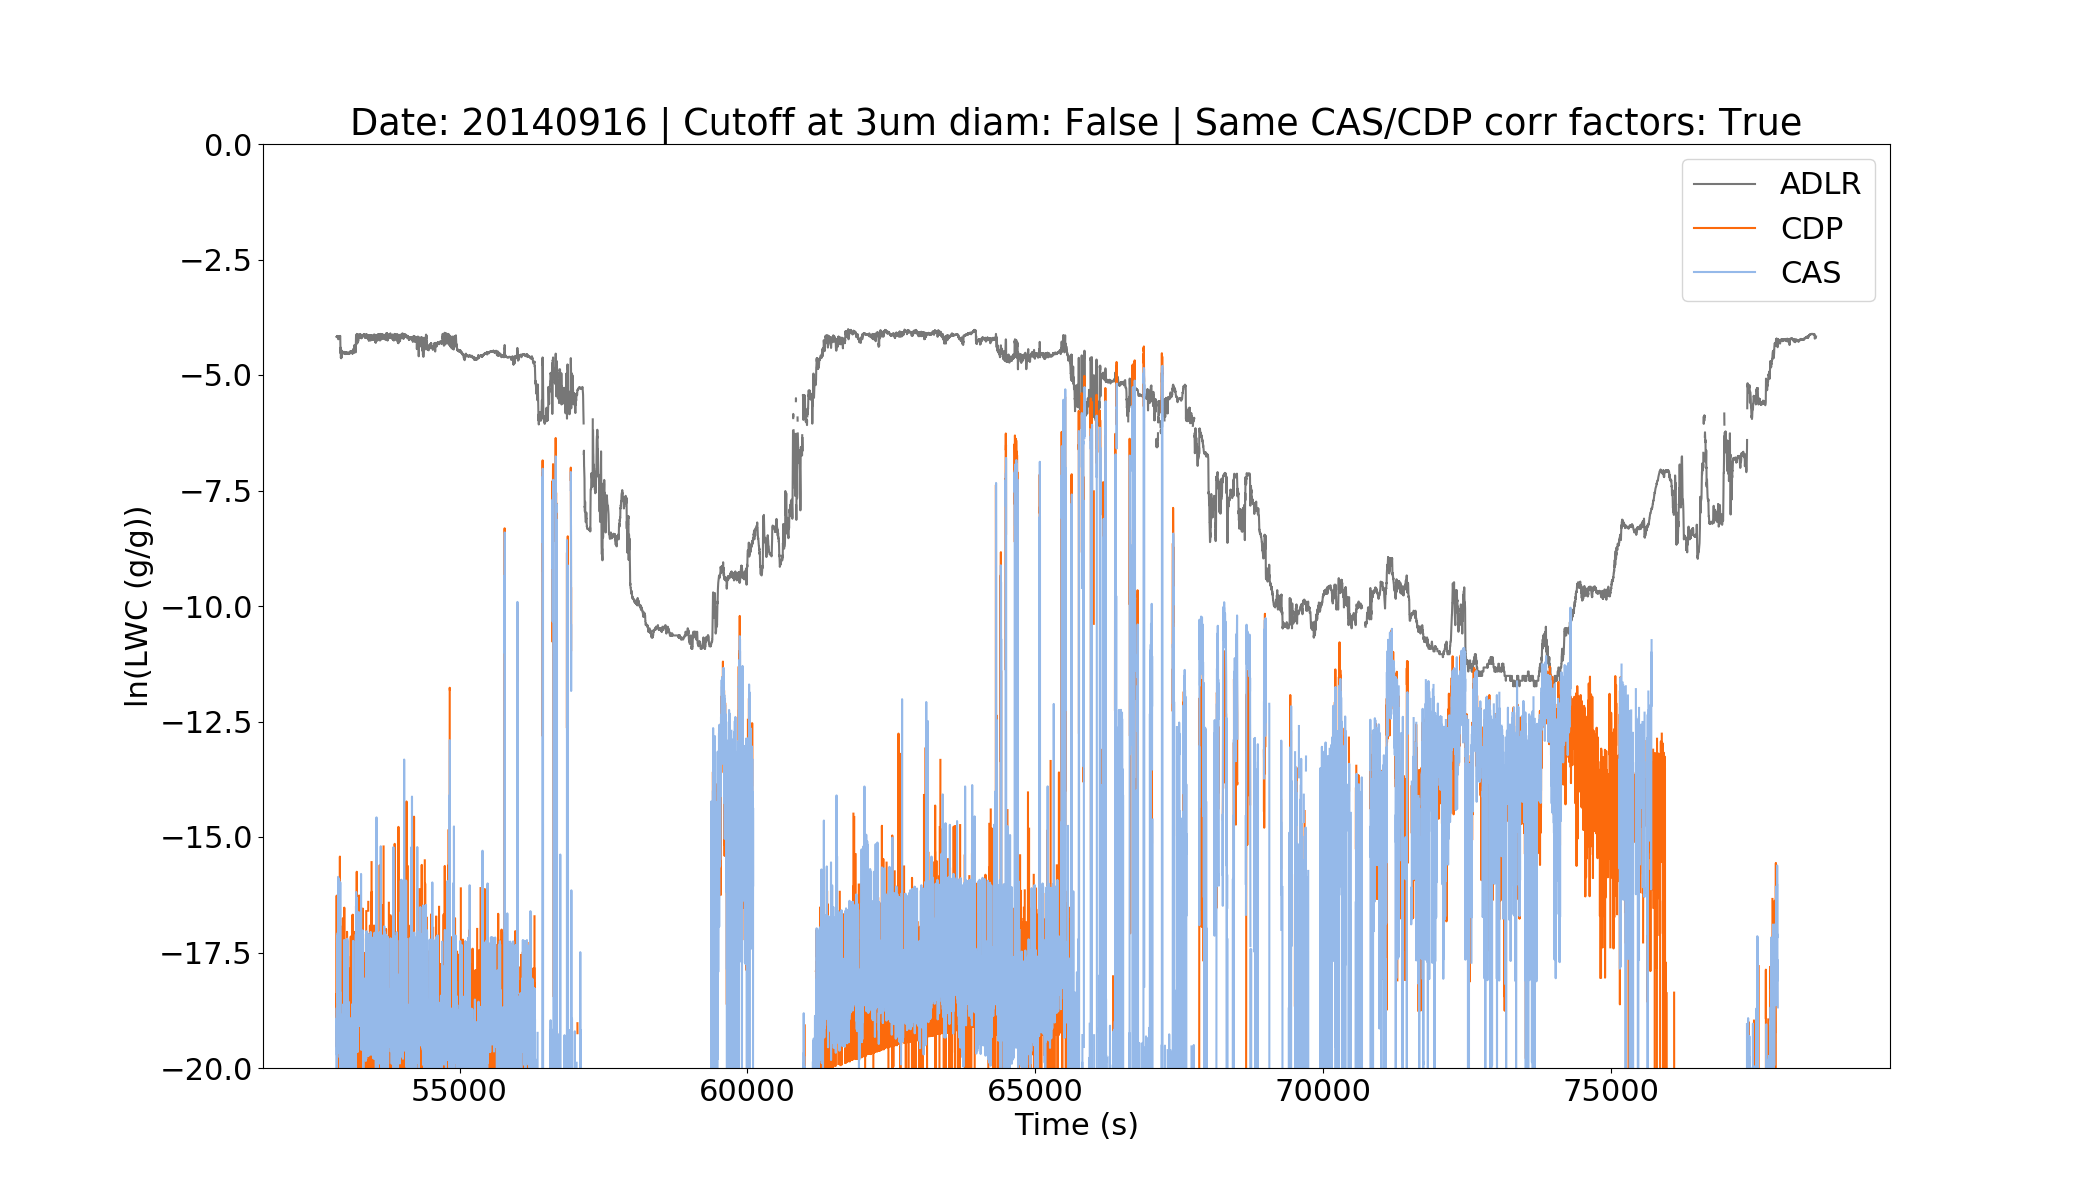 Date: 20140916 | Cutoff at 3um diam: False | Same CAS/CDP corr factors: True
ADLR
CDP
CAS
0.0
−2.5
−5.0
−7.5
−10.0
−12.5
−15.0
−17.5
−20.0
ln(LWC (g/g))
55000 60000 65000 70000 75000
Time (s)